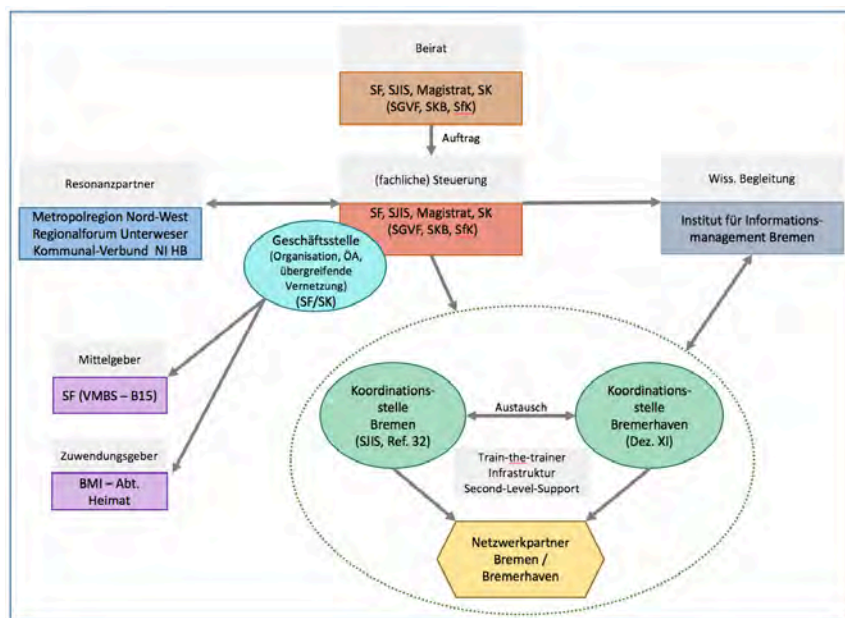 Beirat
SF, SJIS, Magistrat, SK
(SGVF, SKB, SfK)
Auftrag
Resonanzpartner
(fachliche) Steuerung
Wiss. Begleitung
Metropolregion Nord-West
Regionalforum Unterweser
Kommunal-Verbund NI HB
SF, SJIS, Magistrat, SK
(SGVF, SKB, SfK)
Institut für Informations-
management Bremen
Geschäftsstelle
(Organisation, ÖA,
übergreifende
Vernetzung)
(SF/SK)
Mittelgeber
SF (VMBS – B15)
Zuwendungsgeber
BMI – Abt.
Heimat
Koordinations-
stelle
Bremen
(SJIS, Ref. 32)
Austausch
Koordinations-
stelle
Bremerhaven
(Dez. XI)
Train-the-trainer
Infrastruktur
Second-Level-Support
Netzwerkpartner
Bremen /
Bremerhaven